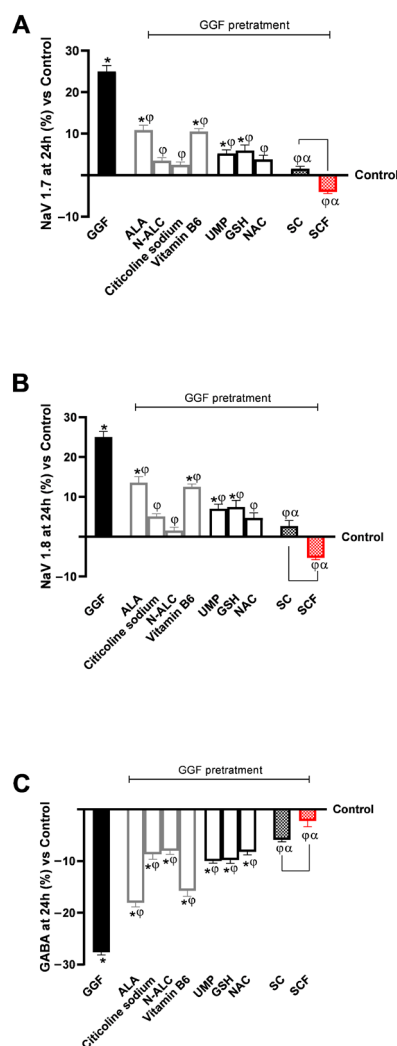 A
GGF pretratment
NaV 1.7 at 24h (%) vs Control
30
20
10
−10
*
*φ
φ
φ
*φ
*φ
*φ
φ
φα
φα
Control
GGF
ALA
N-ALC
Citicoline sodium
Vitamin B6
UMP
GSH
NAC
SC
SCF
B
GGF pretratment
NaV 1.8 at 24h (%) vs Control
30
20
10
−10
*
*φ
φ
φ
*φ
*φ
*φ
φ
φα
φα
Control
GGF
ALA
Citicoline sodium
N-ALC
Vitamin B6
UMP
GSH
NAC
SC
SCF
C
GGF pretratment
GABA at 24h (%) vs Control
Control
−10
−20
−30
*
*φ
*φ
*φ
*φ
*φ
*φ
*φ
φα
φα
GGF
ALA
Citicoline sodium
N-ALC
Vitamin B6
UMP
GSH
NAC
SC
SCF